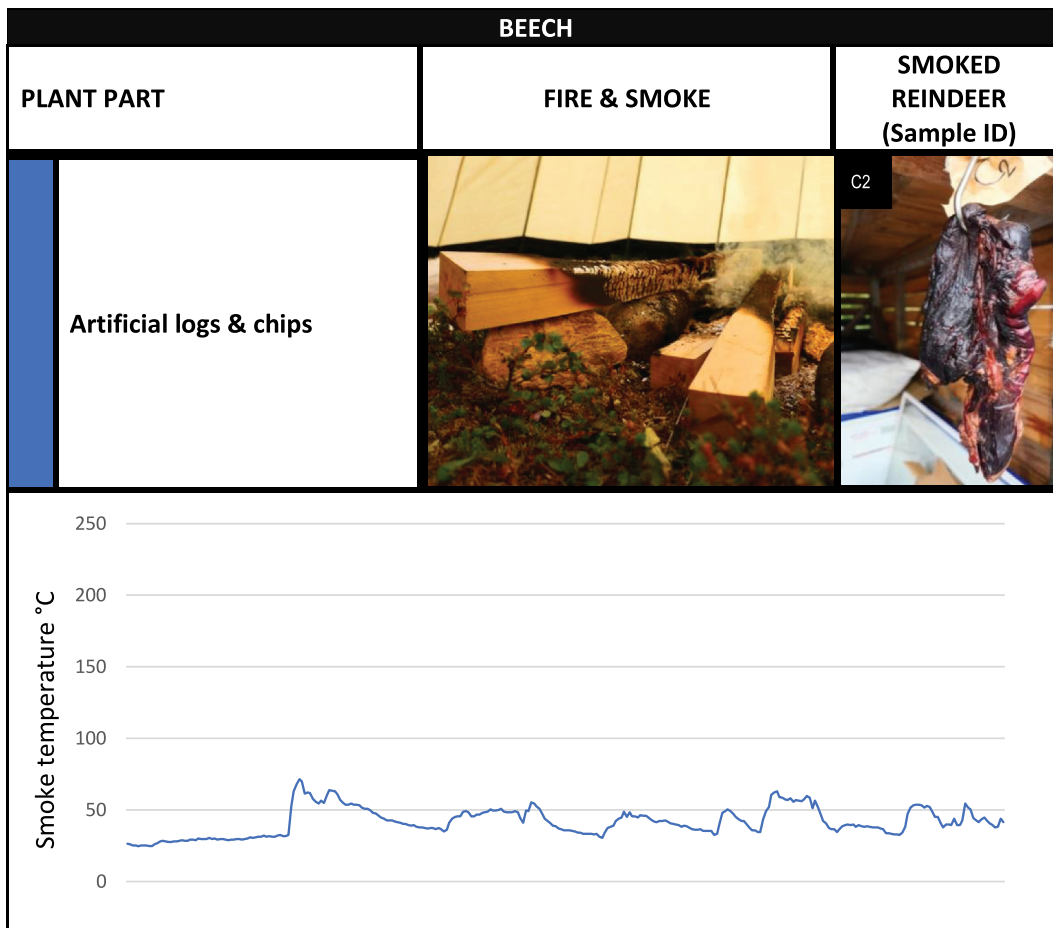 BEECH
PLANT PART
FIRE & SMOKE
SMOKED
REINDEER
(Sample ID)
Artificial logs & chips
C2
C2
Smoke temperature °C
250
200
150
100
50
0